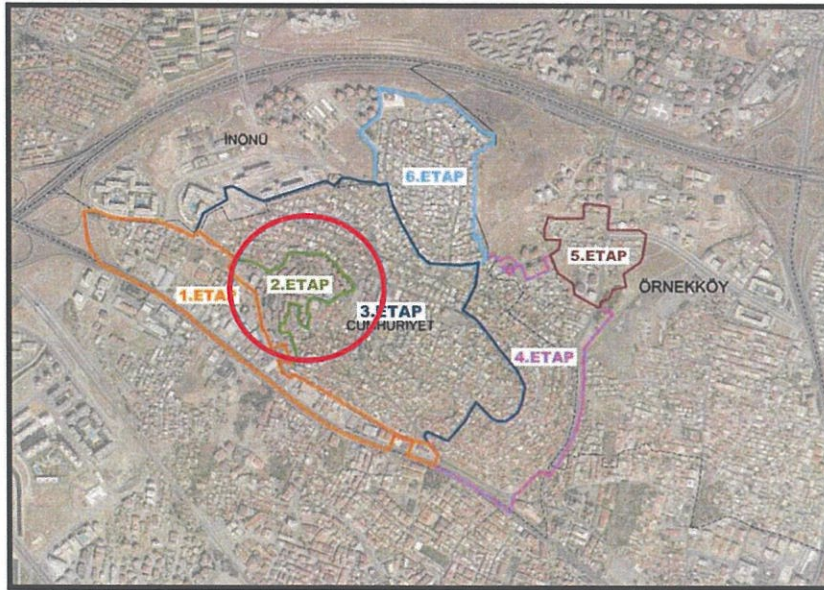 İNÖNÜ
6.ETAP
5.ETAP
2.ETAP
1.ETAP
ÖRNEKKÖY
3.ETAP
CUMHURİYET
4.ETAP